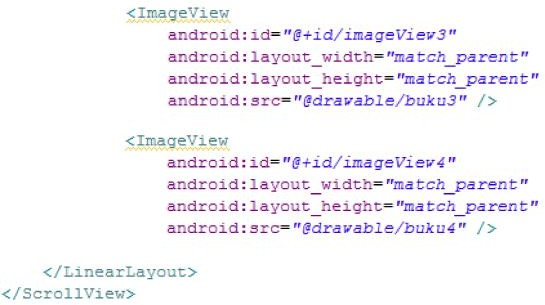 <ImageView
android:id="@+id/imageView3"
android:layout_width="match_parent"
android:layout_height="match_parent"
android:src="@drawable/buku3" />
<ImageView
android:id="@+id/imageView4"
android:layout_width="match_parent"
android:layout_height="match_parent"
android:src="@drawable/buku4" />
</LinearLayout>
</ScrollView>